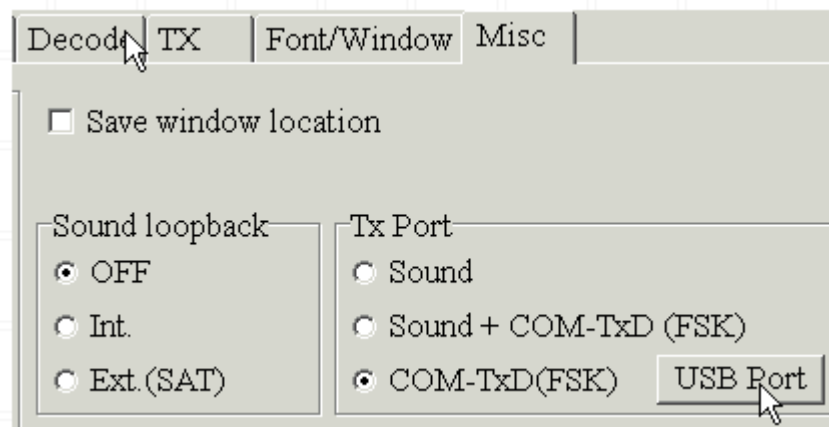 Decode TX Font/Window Misc
Save window location
Sound loopback
OFF
Int.
Ext.(SAT)
Tx Port
Sound
Sound + COM-TxD (FSK)
COM-TxD(FSK) USB Port